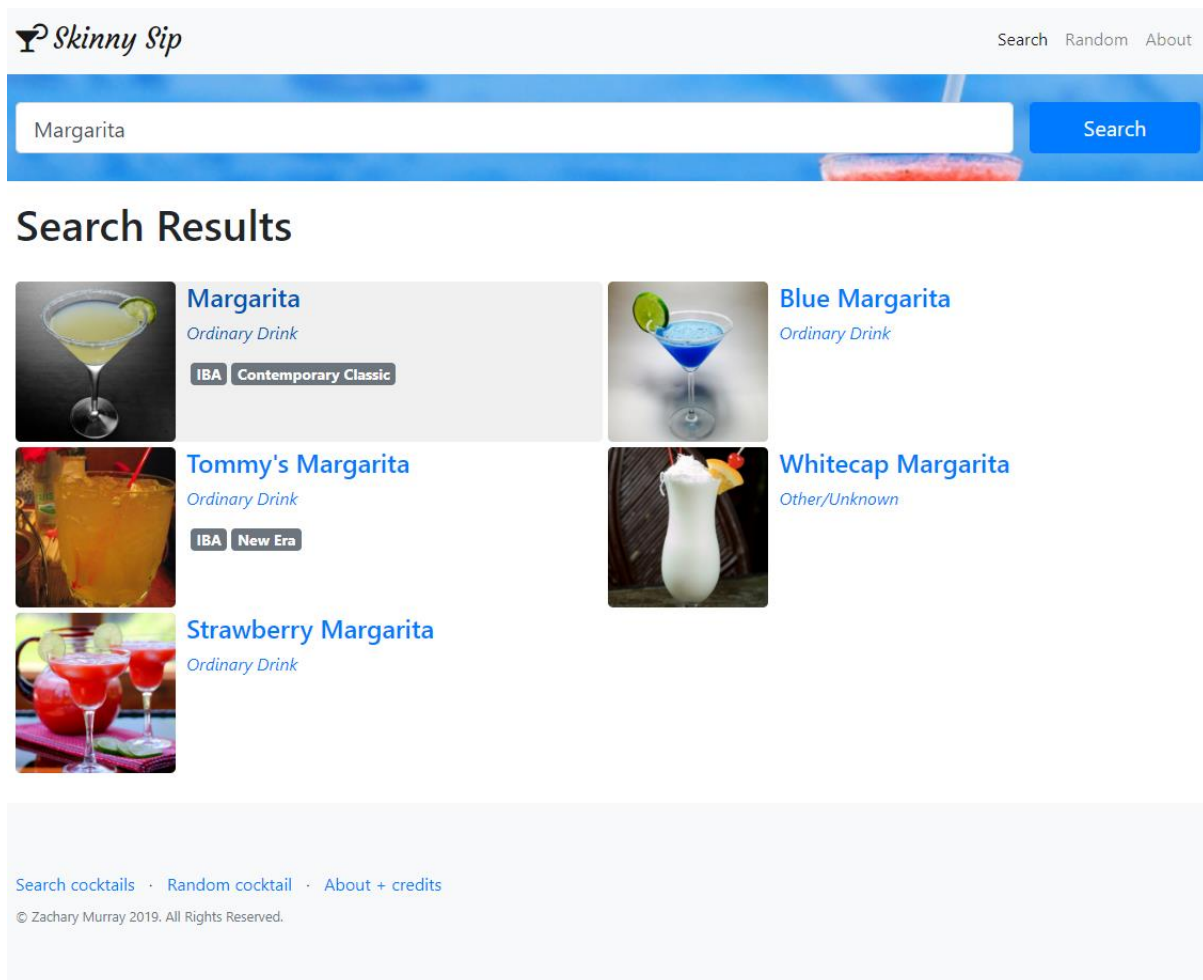 Skinny Sip
Search Random About
Margarita
Search
Search Results
Margarita
Ordinary Drink
IBA Contemporary Classic
Blue Margarita
Ordinary Drink
Tommy's Margarita
Ordinary Drink
IBA New Era
Whitecap Margarita
Other/Unknown
Strawberry Margarita
Ordinary Drink
Search cocktails · Random cocktail · About + credits
© Zachary Murray 2019. All Rights Reserved.